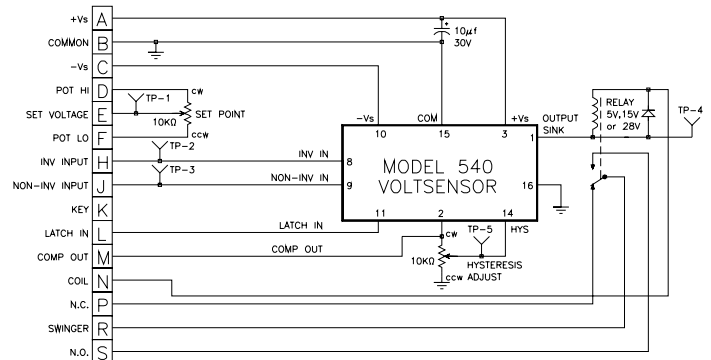 +Vs A
COMMON B
-Vs C
POT HI D
SET VOLTAGE E
POT LO F
INV INPUT H
NON-INV INPUT J
KEY K
LATCH IN L
COMP OUT M
COIL N
N.C. P
SWINGER R
N.O. S
TP-1
CW
10KΩ
SET POINT
CCW
TP-2
TP-3
INV IN
NON-INV IN
LATCH IN
COMP OUT
+
10µf
30V
-Vs
COM
+Vs
10
15
3
OUTPUT
SINK
1
8
9
16
MODEL 540
VOLTSENSOR
11
2
14
HYS
CW
TP-5
10KΩ
HYSTERESIS
CCW ADJUST
RELAY
5V,15V
or 28V
TP-4